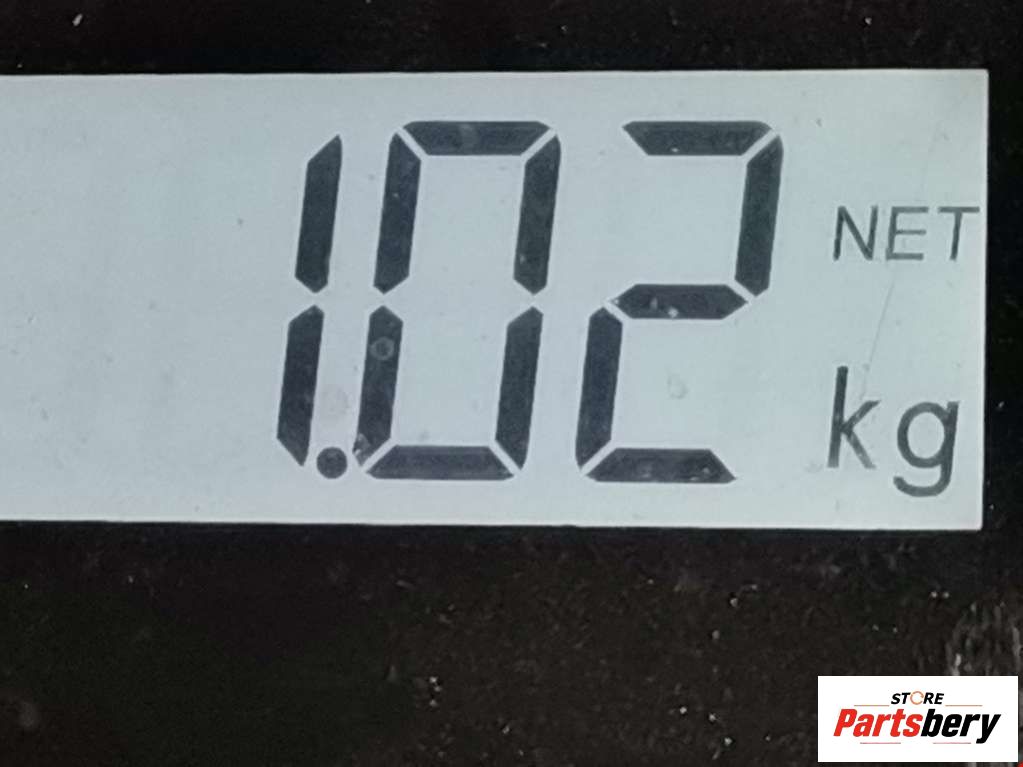 1.02 NET
kg
STORE
Partsbery